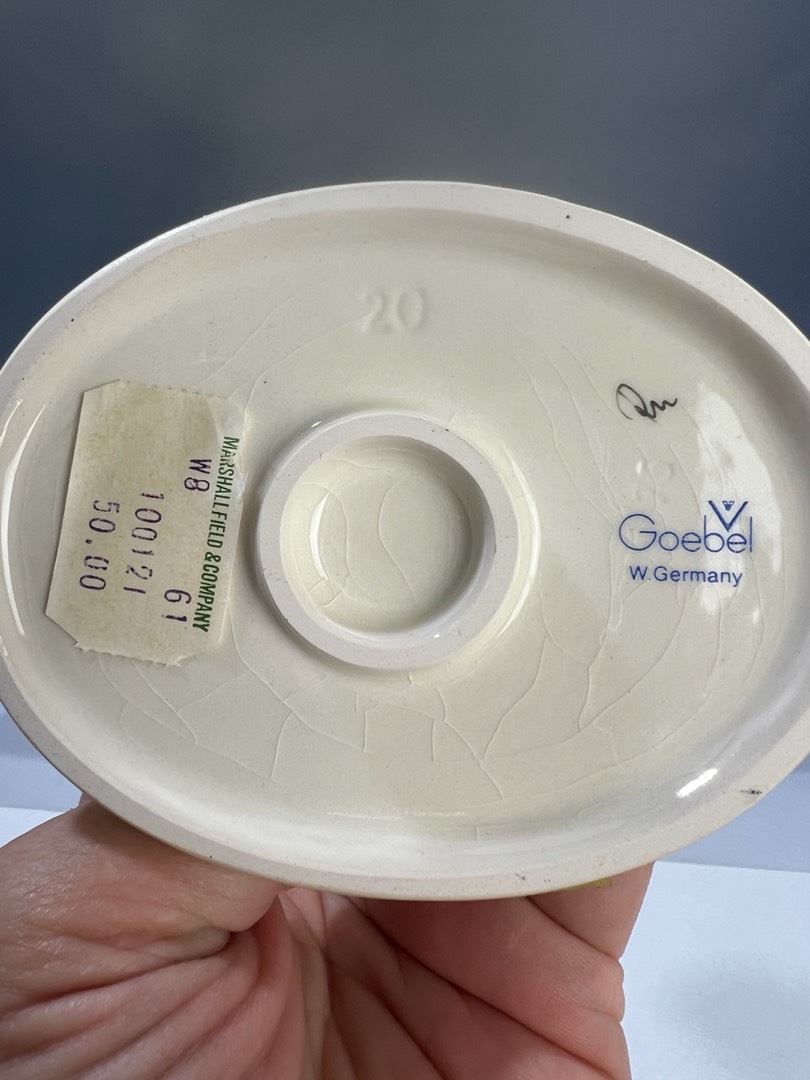 20
MARSHALL FIELD & COMPANY
W8 61
100121
50.00
Goebel
W.Germany